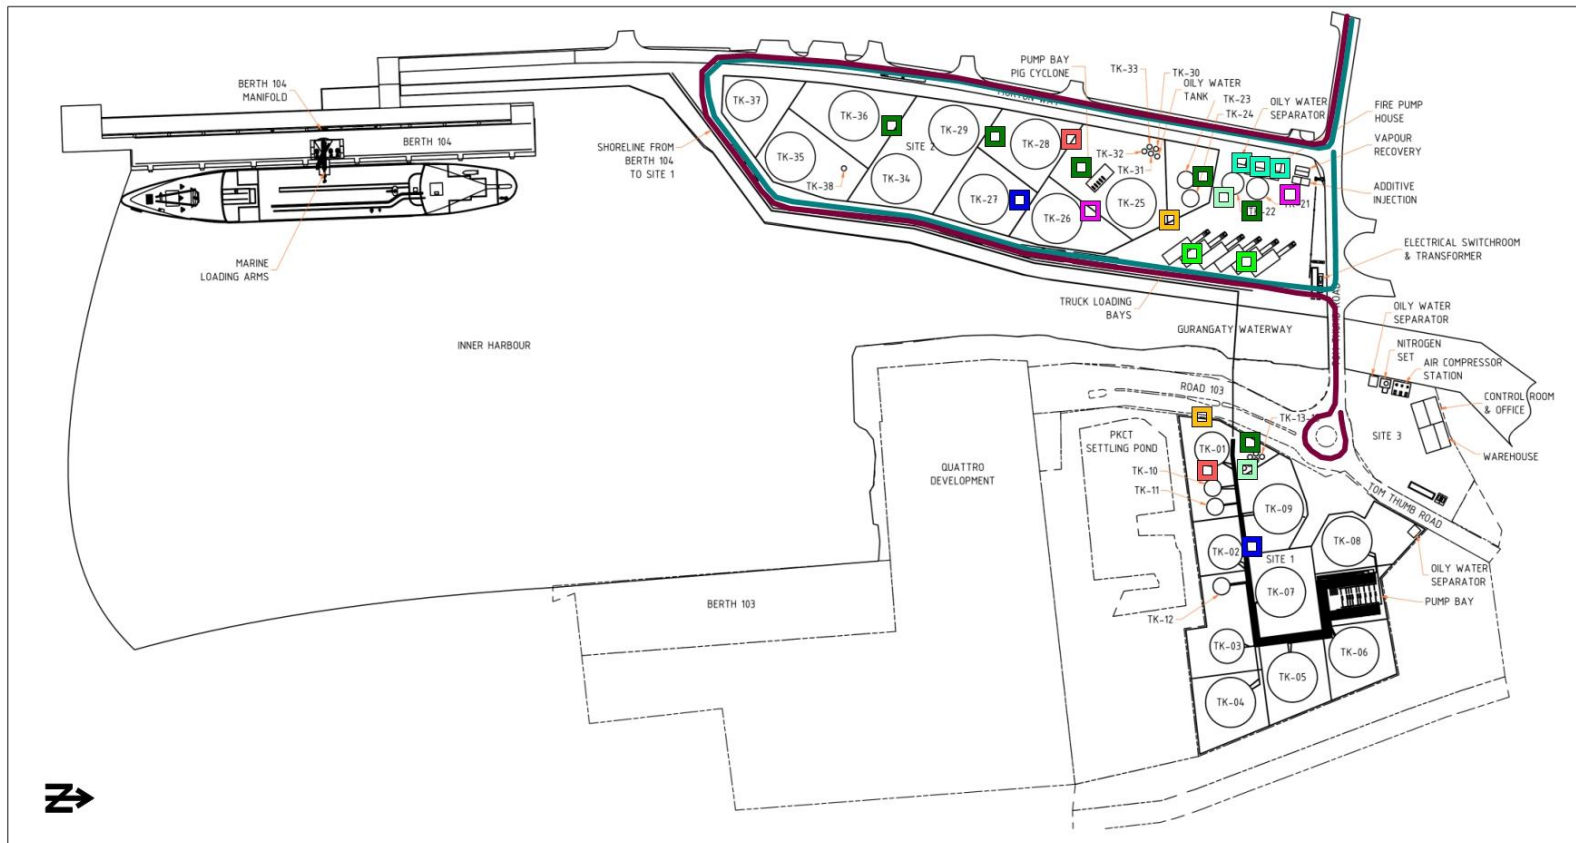 BERTH 104
MANIFOLD
BERTH 104
MARINE
LOADING ARMS
SHORELINE FROM
BERTH 104
TO SITE 1
INNER HARBOUR
TK-37
TK-36
TK-35
TK-38
TK-34
SITE 2
TK-29
TK-28
TK-27
TK-26
TK-25
PUMP BAY
PIG CYCLONE
TK-33
TK-30
OILY WATER
TANK
TK-23
TK-24
TK-32
TK-31
OILY WATER
SEPARATOR
TK-22
TK-21
FIRE PUMP
HOUSE
VAPOUR
RECOVERY
ADDITIVE
INJECTION
ELECTRICAL SWITCHROOM
& TRANSFORMER
TRUCK LOADING
BAYS
GURANGATY WATERWAY
OILY WATER
SEPARATOR
NITROGEN
SET
AIR COMPRESSOR
STATION
CONTROL ROOM
& OFFICE
WAREHOUSE
SITE 3
ROAD 103
TOM THUMB ROAD
PKCT
SETTLING POND
QUATTRO
DEVELOPMENT
BERTH 103
TK-01
TK-10
TK-11
TK-02
TK-12
TK-03
TK-04
TK-05
TK-06
TK-07
SITE 1
TK-08
TK-09
OILY WATER
SEPARATOR
PUMP BAY
Z